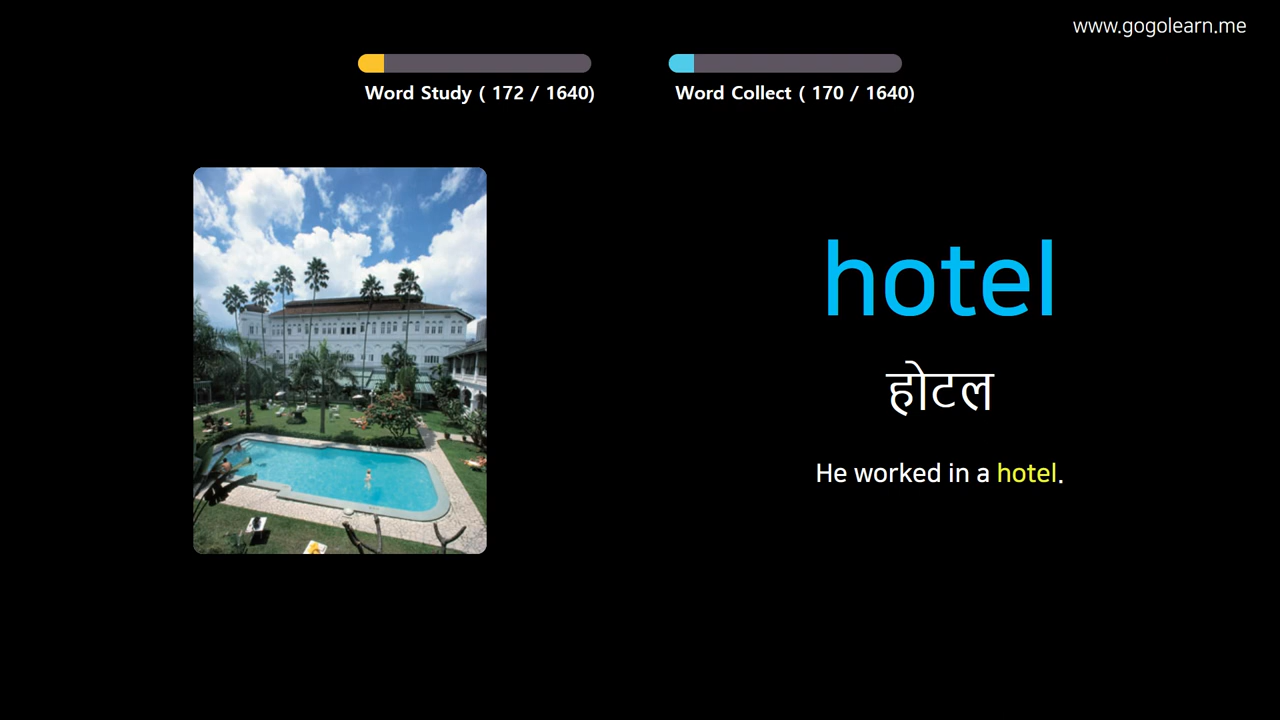 www.gogolearn.me
Word Study ( 172 / 1640)
Word Collect ( 170 / 1640)
hotel
होटल
He worked in a hotel.